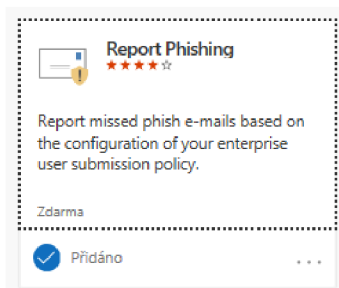 Report Phishing
Report missed phish e-mails based on
the configuration of your enterprise
user submission policy.
Zdarma
Přidáno